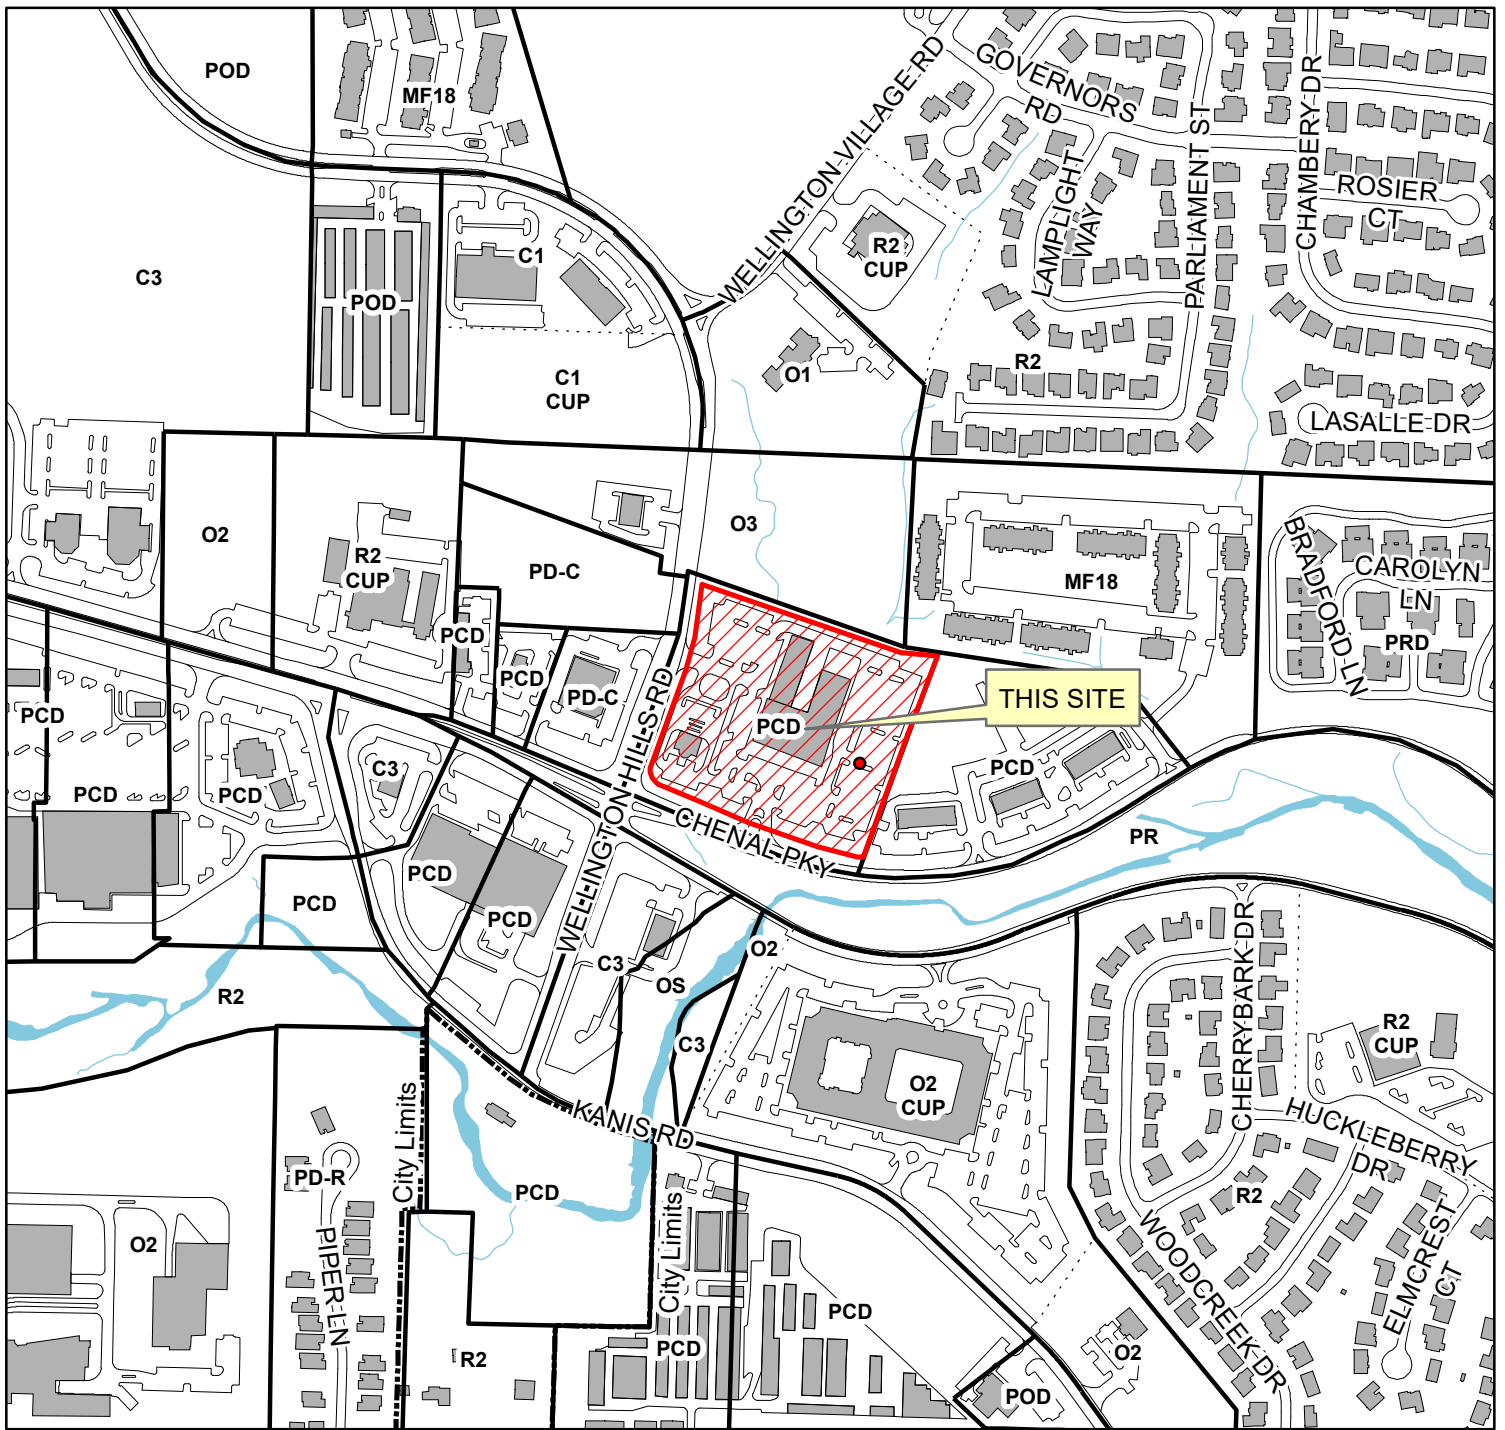 POD
MF18
GOVERNORS
RD
WELLINGTON-VILLAGE RD
CHAMBERY DR
PARLIAMENT ST
LAMPLIGHT
WAY
ROSIER
CT
C3
POD
C1
R2
CUP
C1
CUP
O1
R2
LASALLE-DR
O2
R2
CUP
PD-C
O3
MF18
BRADFORD-LN
CAROLYN
LN
PRD
PCD
PCD
PD-C
WELLINGTON-HILLS-RD
THIS SITE
PCD
PCD
PCD
PCD
PCD
C3
PCD
CHENAL-PKY
PR
PCD
PCD
PCD
C3
OS
O2
R2
C3
O2
CUP
CHERRYBARK-DR
R2
CUP
HUCKLEBERRY
DR
KANIS RD
City Limits
PD-R
PCD
City Limits
O2
PIPER-LN
R2
PCD
PCD
O2
POD
R2
WOODCREEK-DR
ELMCREST
CT